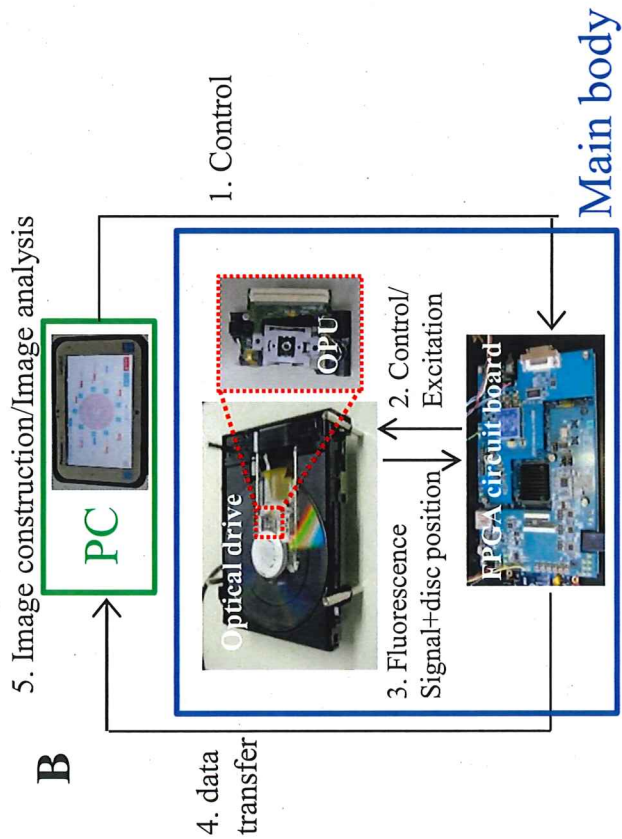 B
5. Image construction/Image analysis
PC
1. Control
Optical drive
OPU
2. Control/
Excitation
3. Fluorescence
Signal+disc position
FPGA circuit board
4. data
transfer
Main body